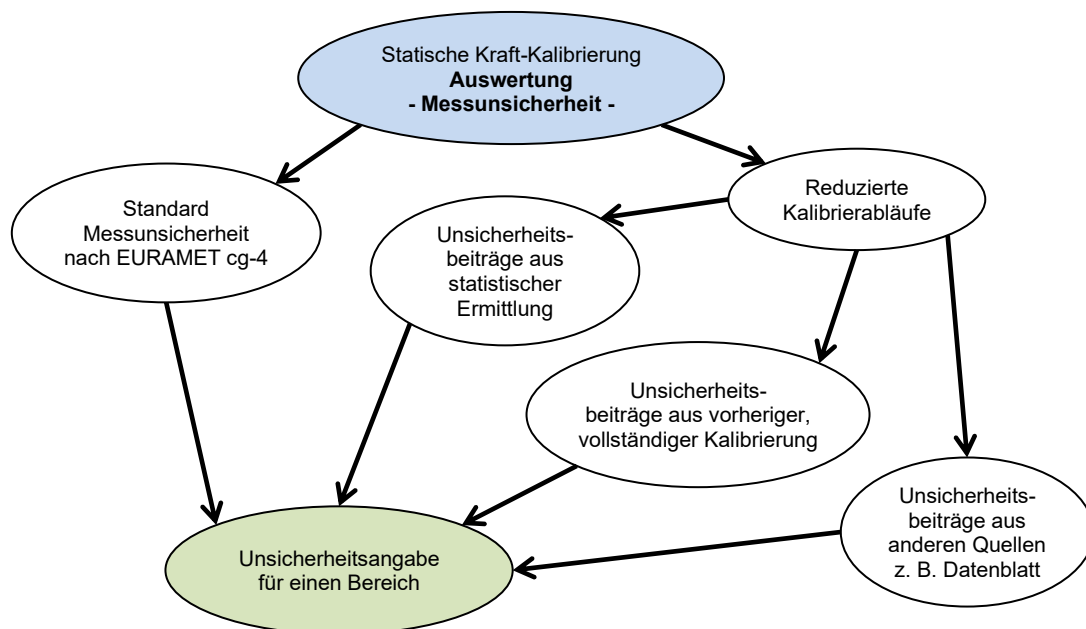 Statische Kraft-Kalibrierung
Auswertung
- Messunsicherheit -
Standard
Messunsicherheit
nach EURAMET cg-4
Reduzierte
Kalibrierabläufe
Unsicherheits-
beiträge aus
statistischer
Ermittlung
Unsicherheits-
beiträge aus vorheriger,
vollständiger Kalibrierung
Unsicherheits-
beiträge aus
anderen Quellen
z. B. Datenblatt
Unsicherheitsangabe
für einen Bereich